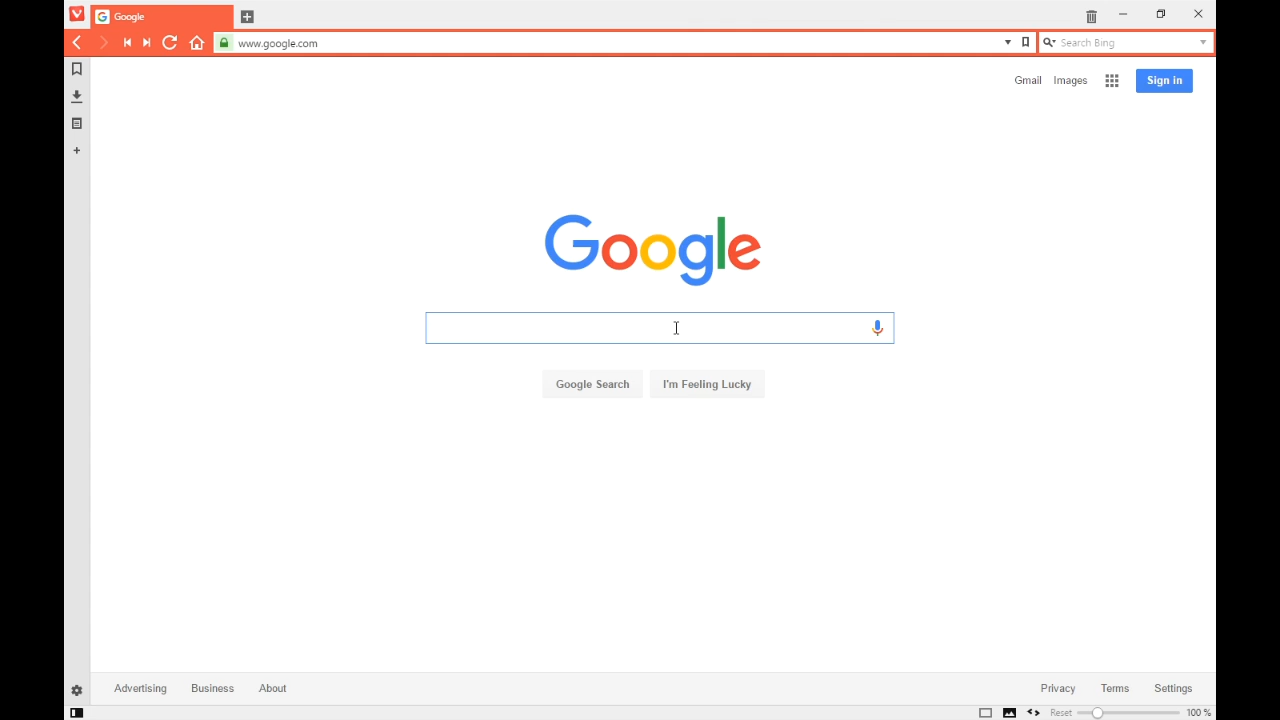 Google
www.google.com
Search Bing
Gmail Images Sign in
Google
Google Search I'm Feeling Lucky
Advertising Business About Privacy Terms Settings
Reset 100 %